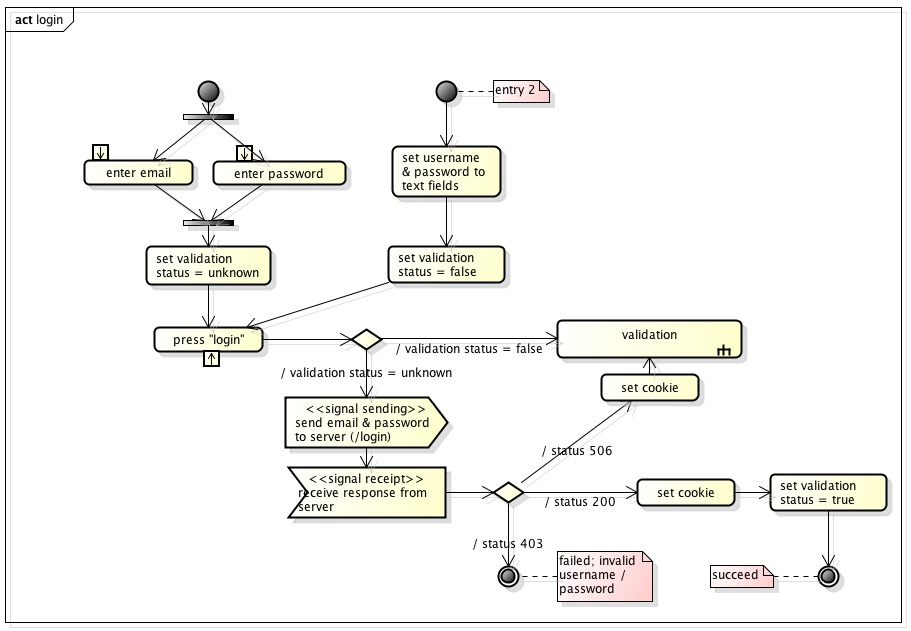 act login
entry 2
set username
& password to
text fields
enter email
enter password
set validation
status = unknown
set validation
status = false
press "login"
validation
/ validation status = false
/ validation status = unknown
set cookie
<<signal sending>>
send email & password
to server (/login)
/ status 506
<<signal receipt>>
receive response from
server
/ status 200
set cookie
set validation
status = true
/ status 403
failed; invalid
username /
password
succeed